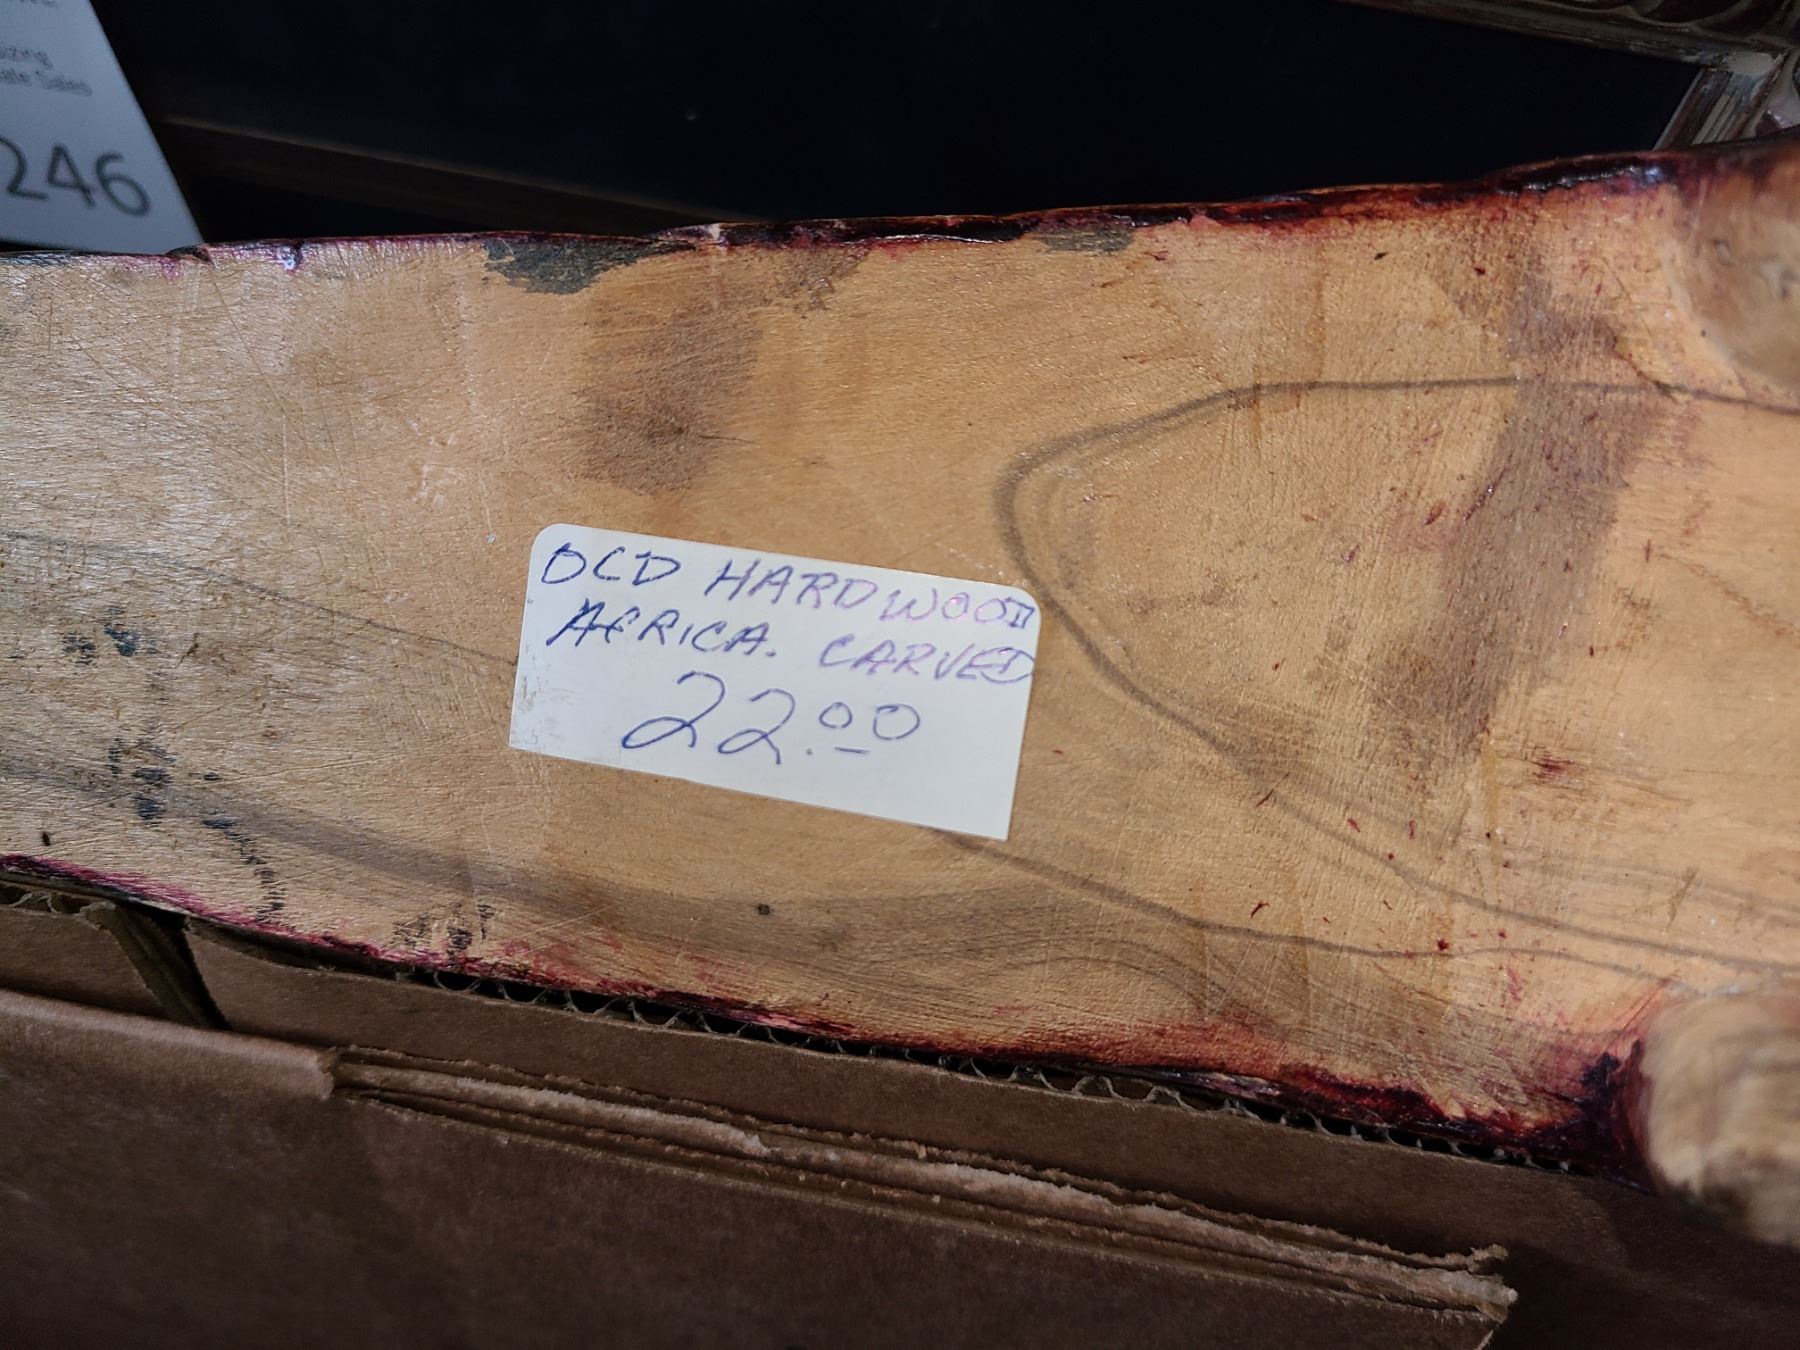 246
OLD HARDWOOD
AFRICA. CARVED
22.00